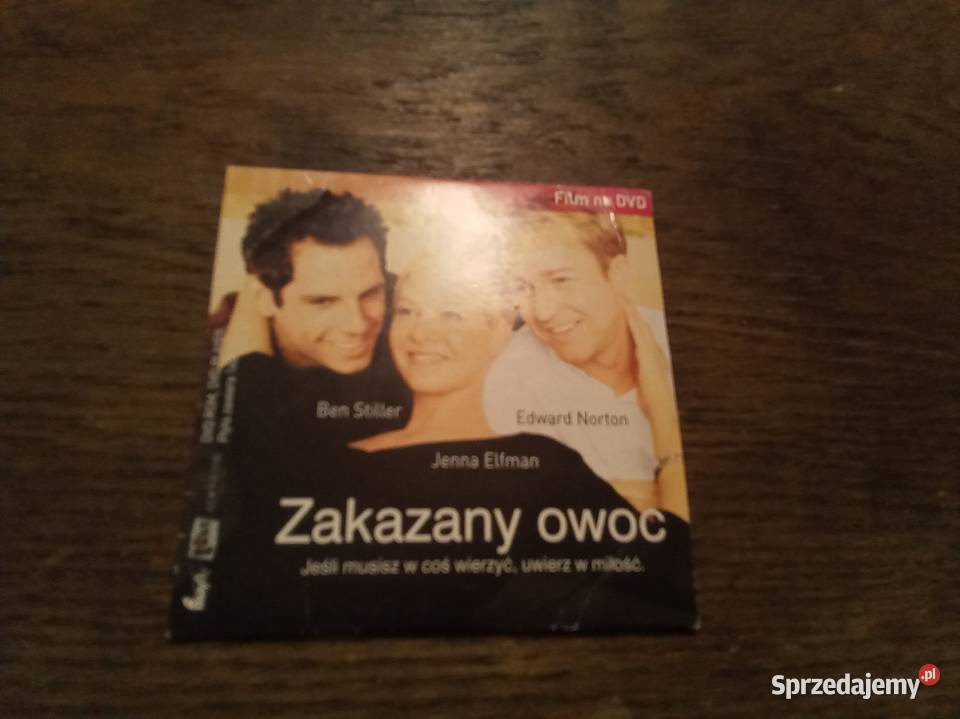 Film na DVD
Ben Stiller
Edward Norton
Jenna Elfman
Zakazany owoc
Jeśli musisz w coś wierzyć, uwierz w miłość.
Sprzedajemy.pl